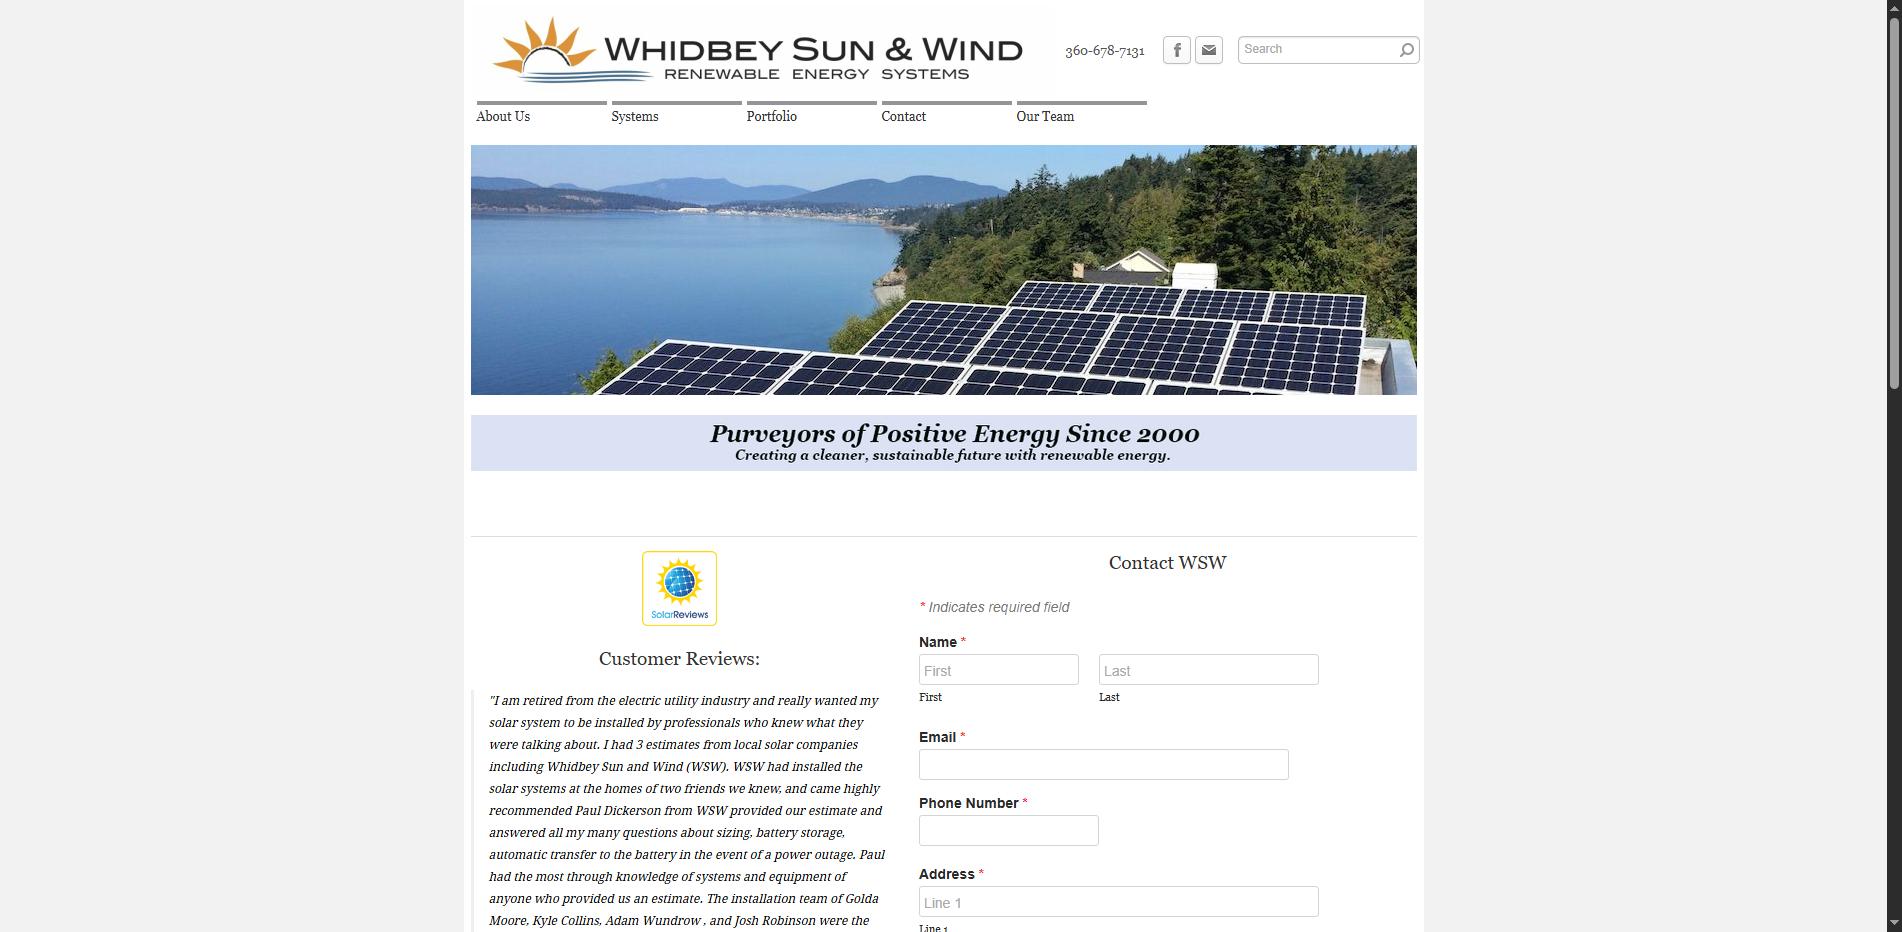 WHIDBEY SUN & WIND
RENEWABLE ENERGY SYSTEMS
360-678-7131
Search
About Us
Systems
Portfolio
Contact
Our Team
Purveyors of Positive Energy Since 2000
Creating a cleaner, sustainable future with renewable energy.
SolarReviews
Customer Reviews:
"I am retired from the electric utility industry and really wanted my
solar system to be installed by professionals who knew what they
were talking about. I had 3 estimates from local solar companies
including Whidbey Sun and Wind (WSW). WSW had installed the
solar systems at the homes of two friends we knew, and came highly
recommended Paul Dickerson from WSW provided our estimate and
answered all my many questions about sizing, battery storage,
automatic transfer to the battery in the event of a power outage. Paul
had the most through knowledge of systems and equipment of
anyone who provided us an estimate. The installation team of Golda
Moore, Kyle Collins, Adam Wundrow , and Josh Robinson were the
Contact WSW
* Indicates required field
Name *
First
Last
First
Last
Email *
Phone Number *
Address *
Line 1
Line 1